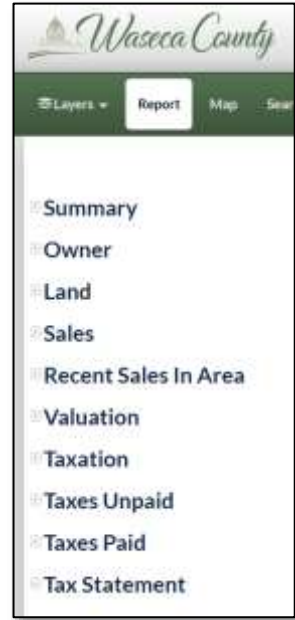 Waseca County
Layers Report Map Sear
Summary
Owner
Land
Sales
Recent Sales In Area
Valuation
Taxation
Taxes Unpaid
Taxes Paid
Tax Statement